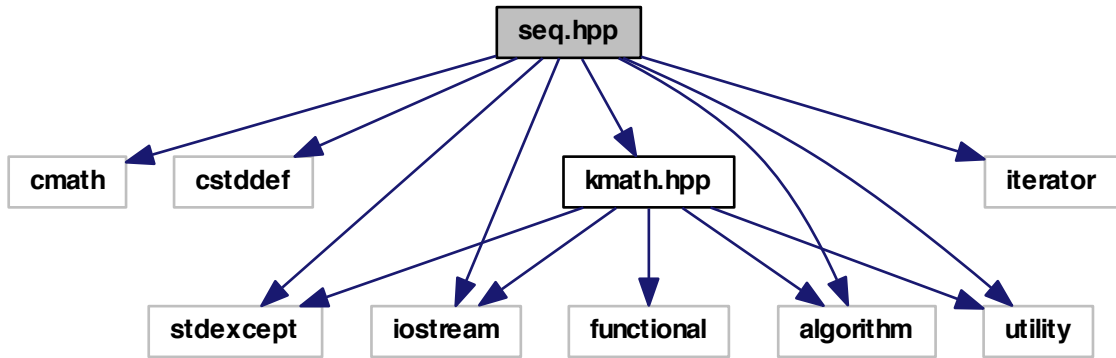 seq.hpp
cmath
cstddef
kmath.hpp
iterator
stdexcept
iostream
functional
algorithm
utility